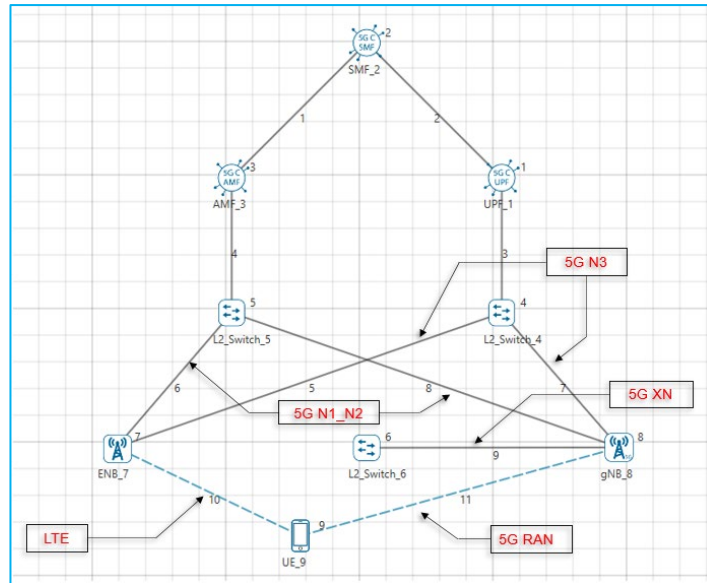 5G C
SMF
2
SMF_2
1
2
5G C
AMF
3
AMF_3
5G C
UPF
1
UPF_1
4
3
5G N3
5
L2_Switch_5
4
L2_Switch_4
6
5
8
7
5G N1_N2
5G XN
7
ENB_7
6
L2_Switch_6
9
8
gNB_8
10
11
LTE
9
UE_9
5G RAN